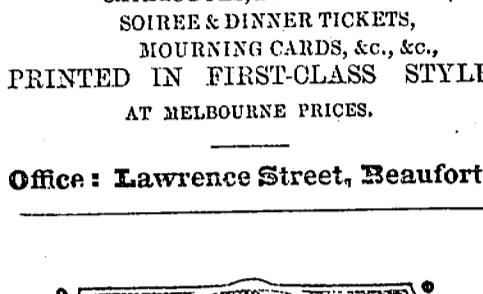 SOIREE & DINNER TICKETS,
MOURNING CARDS, &c., &c.,
PRINTED IN FIRST-CLASS STYLE
AT MELBOURNE PRICES.
Office: Lawrence Street, Beaufort